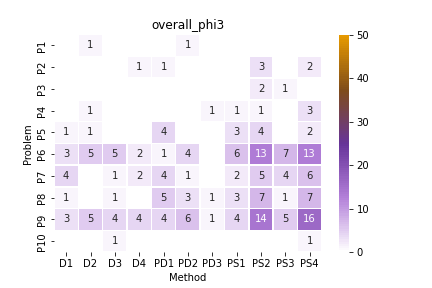 overall_phi3
P1 1 1
P2 1 1 3 2
P3 2 1
P4 1 1 1 1 3
P5 1 1 4 3 4 2
P6 3 5 5 2 1 4 6 13 7 13
P7 4 1 2 4 1 2 5 4 6
P8 1 1 5 3 1 3 7 1 7
P9 3 5 4 4 4 6 1 4 14 5 16
P10 1 1
D1 D2 D3 D4 PD1 PD2 PD3 PS1 PS2 PS3 PS4
Method
Problem
50
40
30
20
10
0